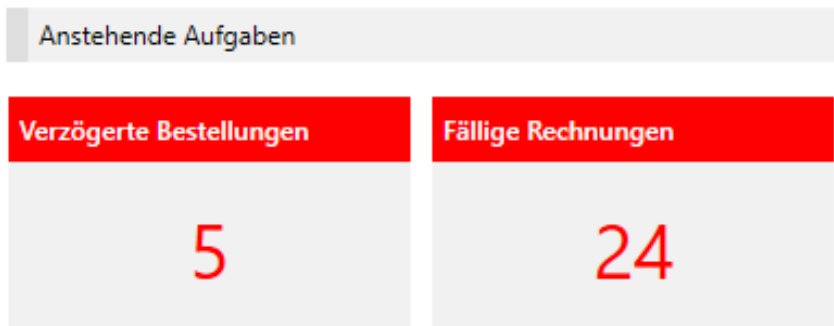 Anstehende Aufgaben
Verzögerte Bestellungen
Fällige Rechnungen
5
24